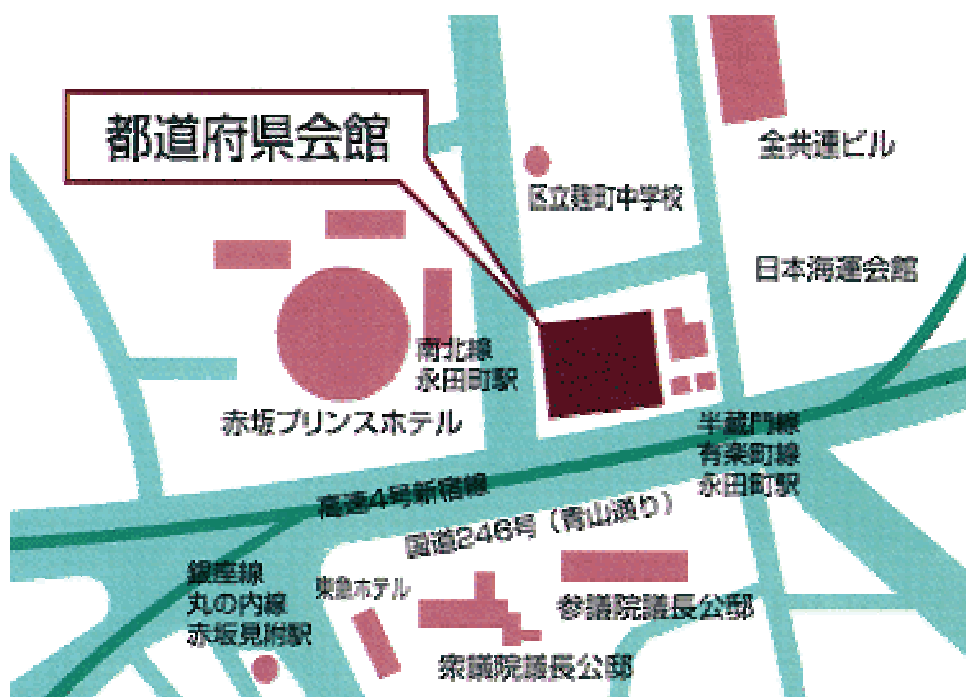 都道府県会館
全共連ビル
区立麹町中学校
日本海運会館
南北線
永田町駅
赤坂プリンスホテル
半蔵門線
有楽町線
永田町駅
高速4号新宿線
国道246号（青山通り）
銀座線
丸の内線
赤坂見附駅
東急ホテル
参議院議長公邸
衆議院議長公邸